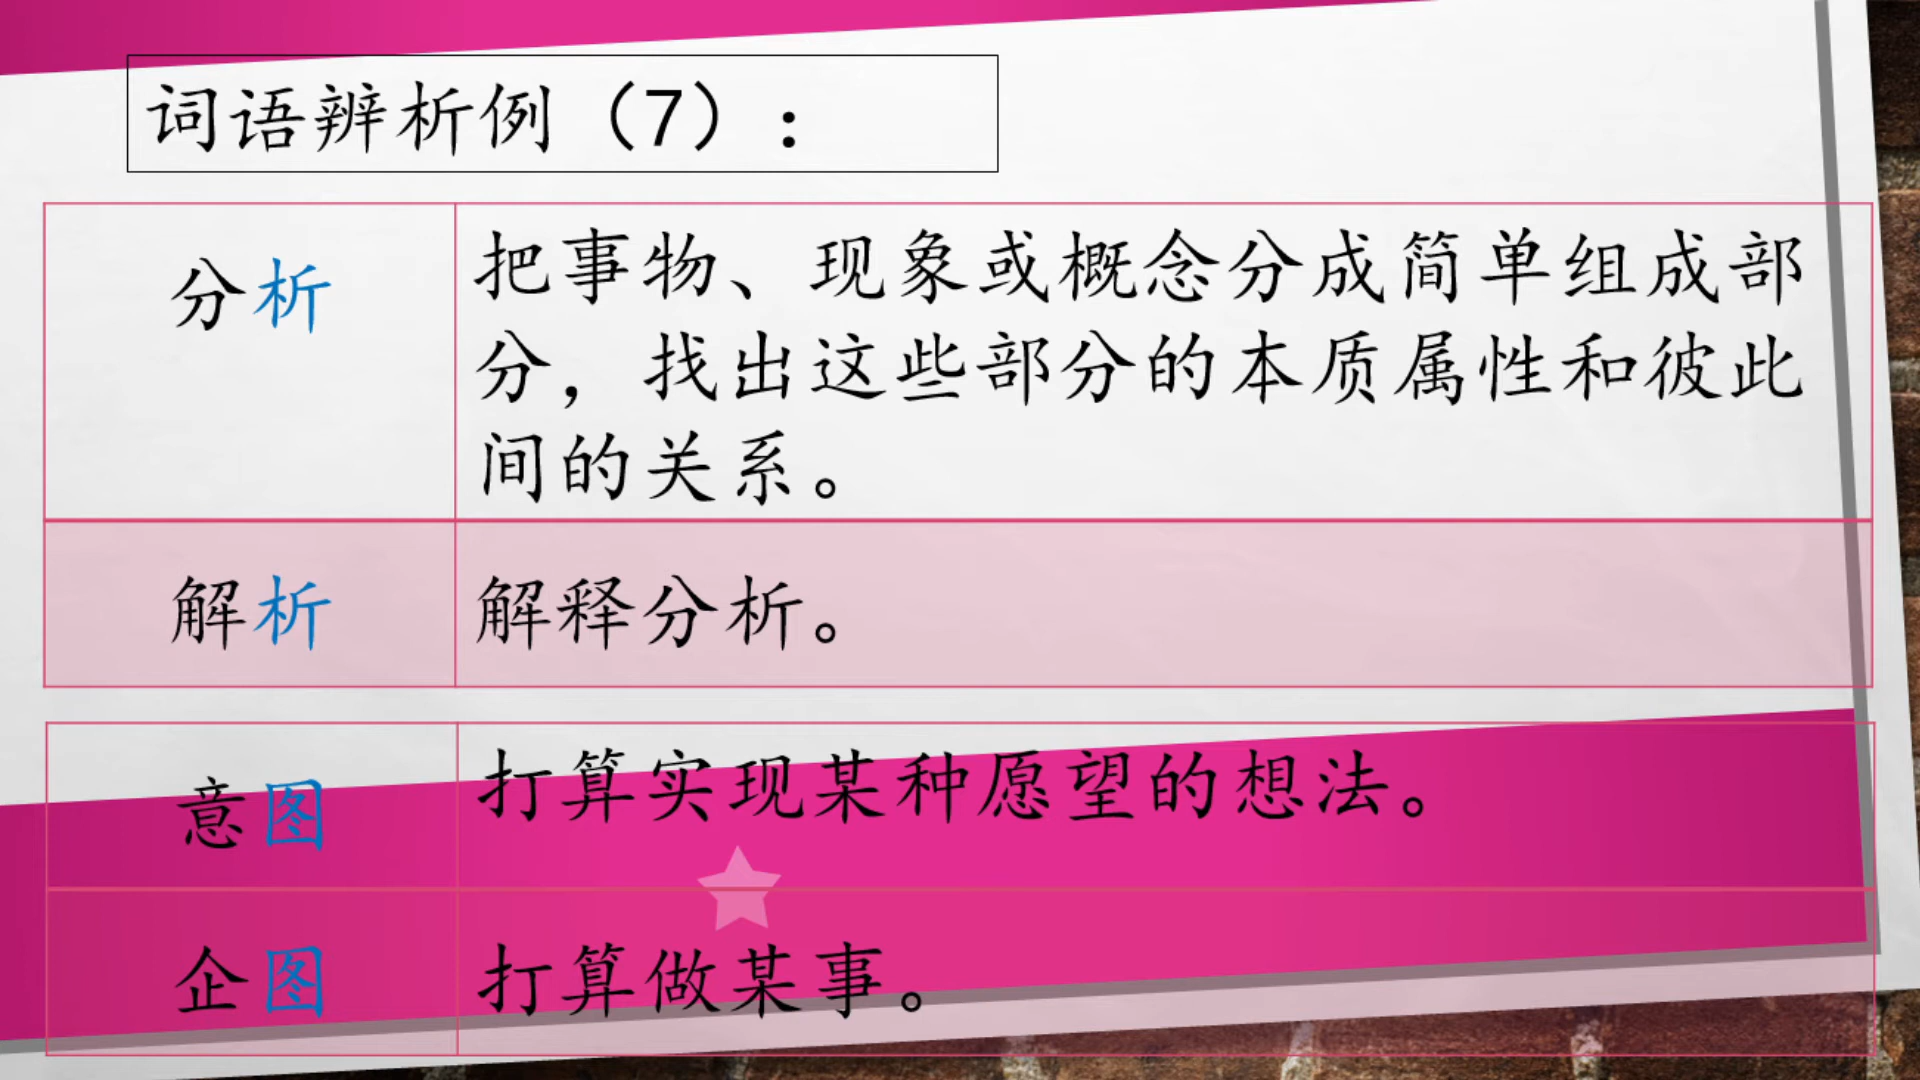 词语辨析例（7）：
分析
把事物、现象或概念分成简单组成部
分，找出这些部分的本质属性和彼此
间的关系。
解析
解释分析。
意图
打算实现某种愿望的想法。
企图
打算做某事。